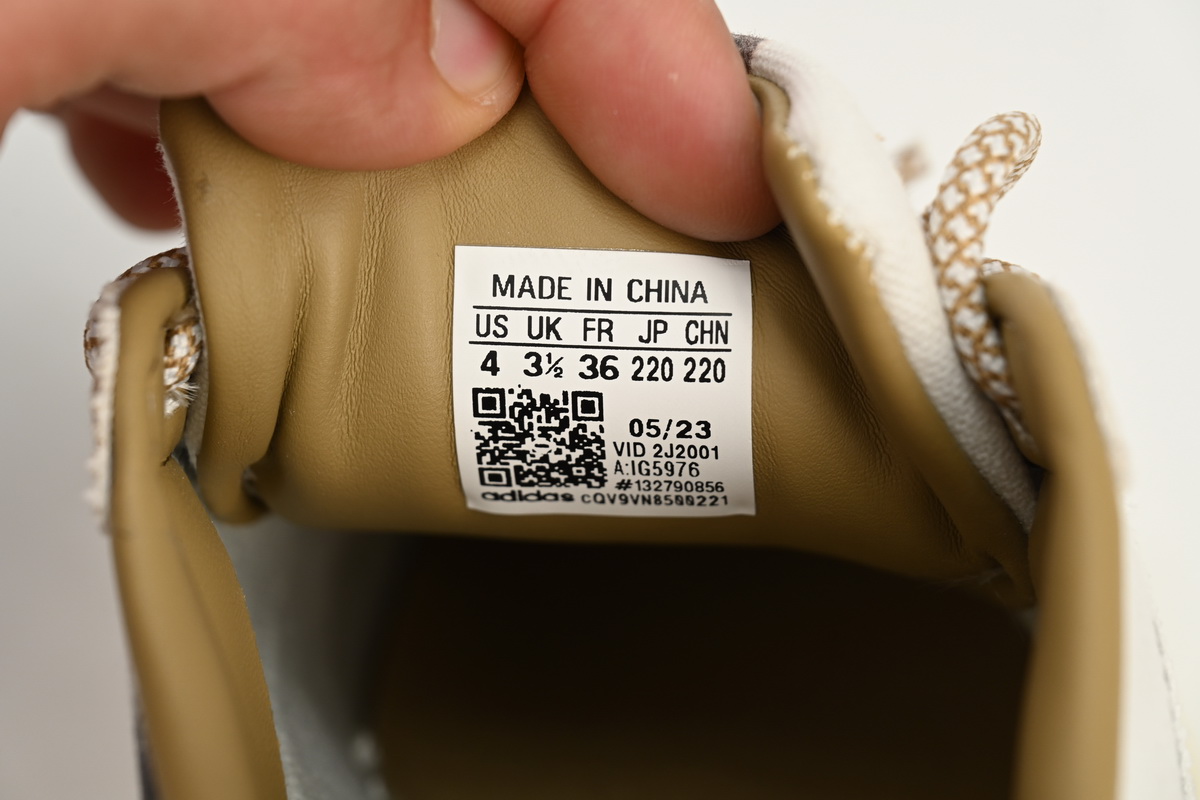 MADE IN CHINA
US UK FR JP CHN
4 3½ 36 220 220
05/23
VID 2J2001
A:IG5976
#132790856
adidas CQV9VN8500221